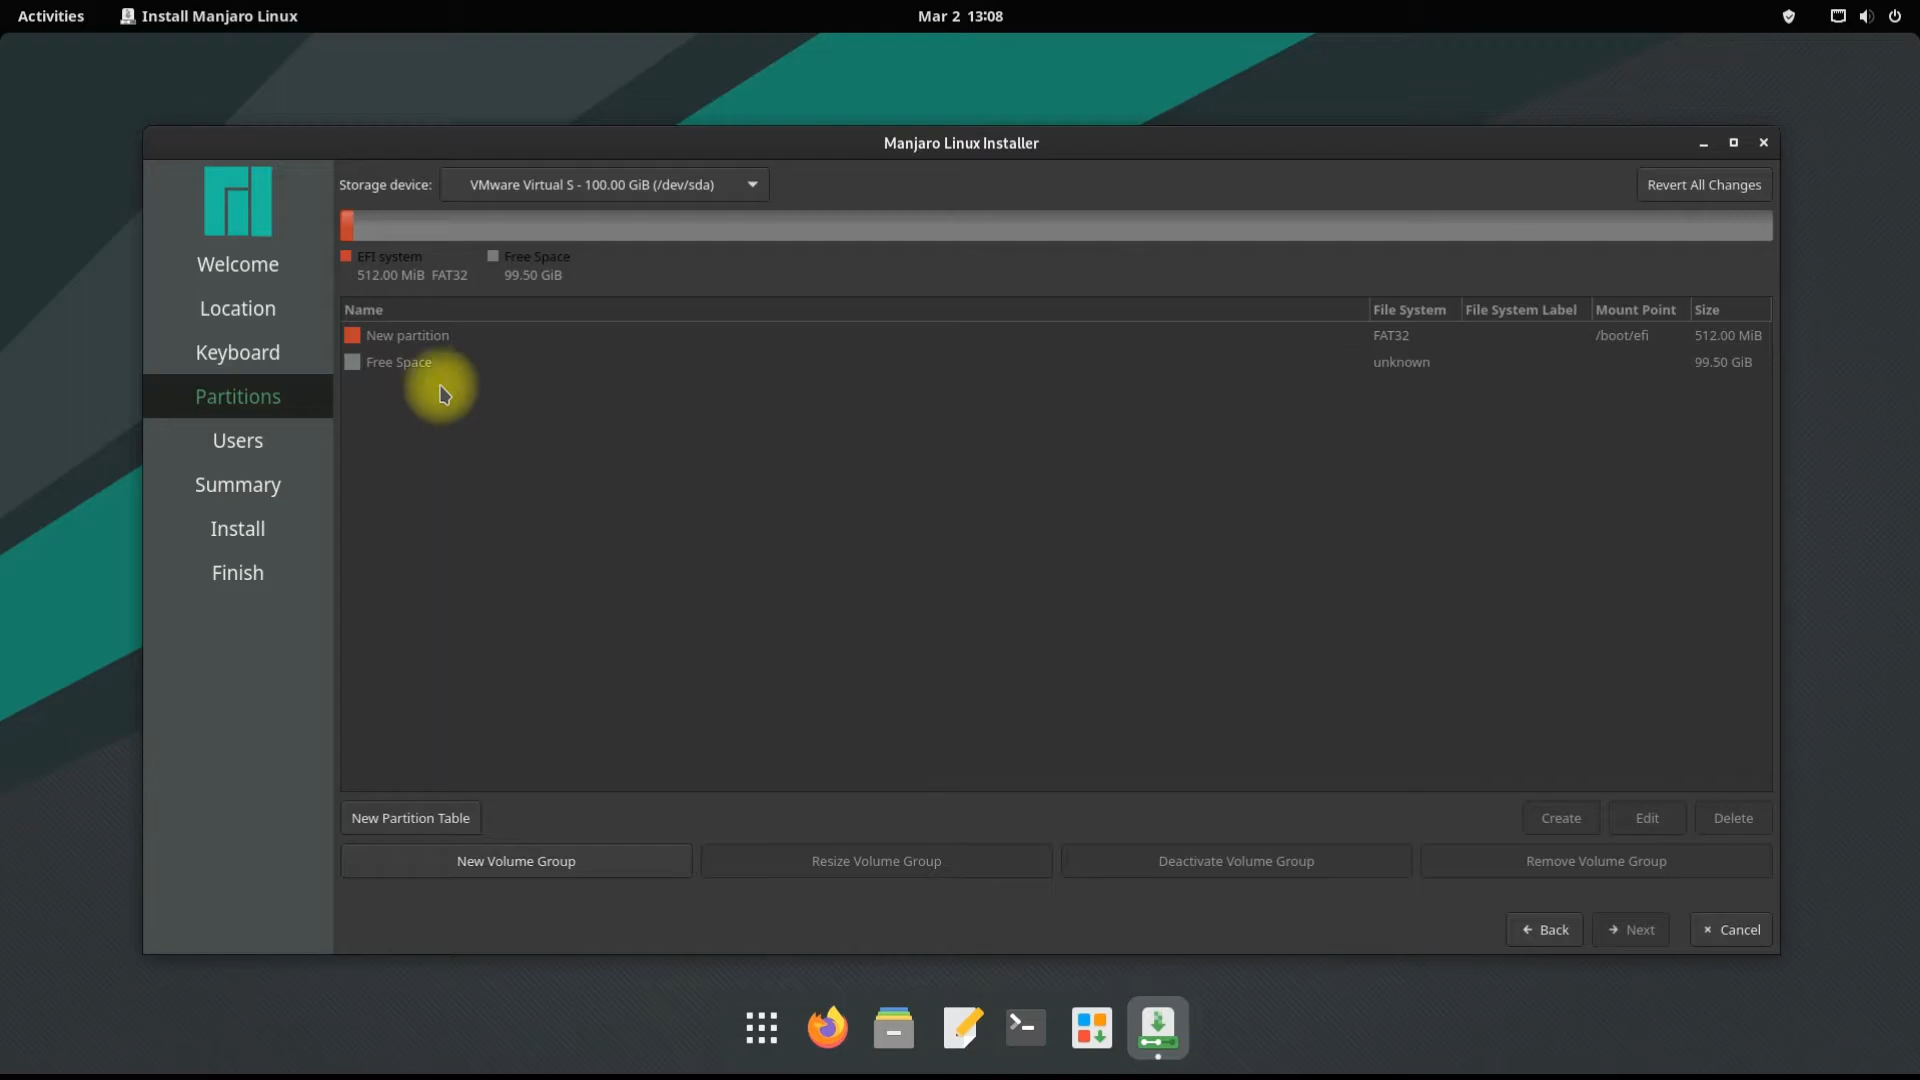 Activities Install Manjaro Linux Mar 2 13:08
Manjaro Linux Installer
Storage device: VMware Virtual S - 100.00 GiB (/dev/sda) Revert All Changes
EFI system Free Space
512.00 MiB FAT32 99.50 GiB
Name File System File System Label Mount Point Size
New partition FAT32 /boot/efi 512.00 MiB
Free Space unknown 99.50 GiB
Welcome
Location
Keyboard
Partitions
Users
Summary
Install
Finish
New Partition Table Create Edit Delete
New Volume Group Resize Volume Group Deactivate Volume Group Remove Volume Group
Back Next Cancel